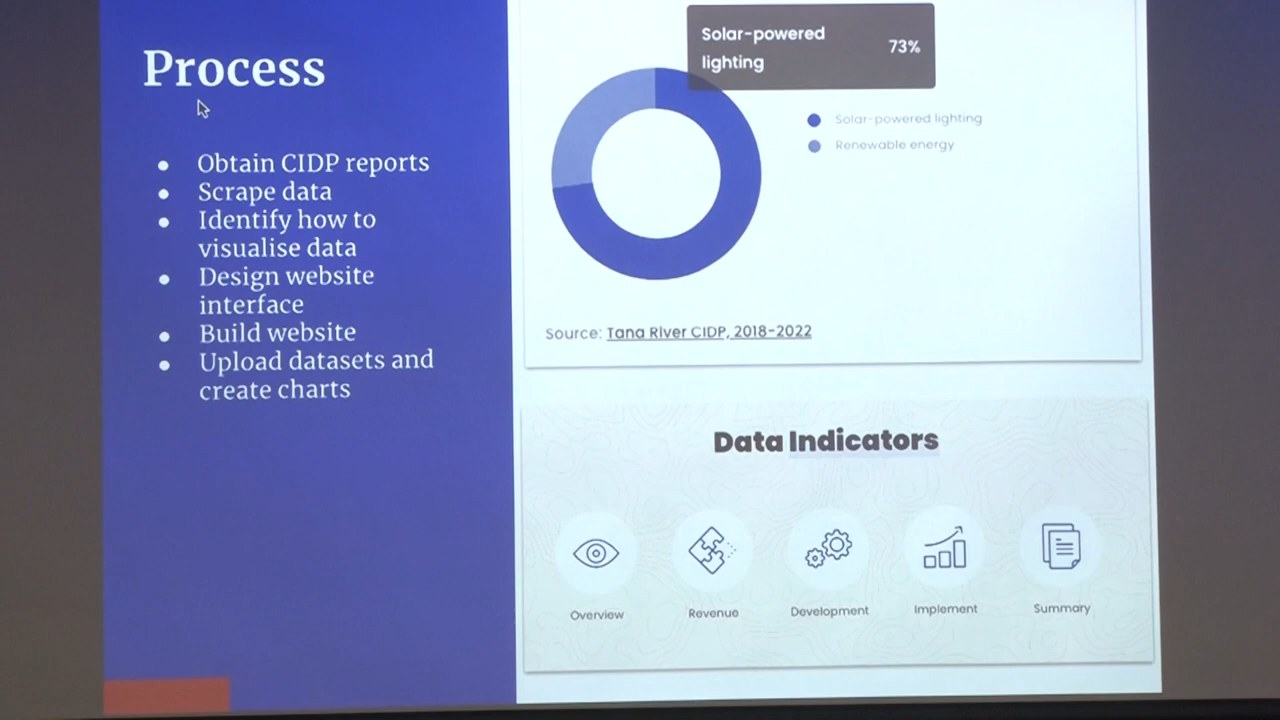 Process
Obtain CIDP reports
Scrape data
Identify how to
visualise data
Design website
interface
Build website
Upload datasets and
create charts
Solar-powered
lighting
73%
Solar-powered lighting
Renewable energy
Source: Tana River CIDP, 2018-2022
Data Indicators
Overview
Revenue
Development
Implement
Summary